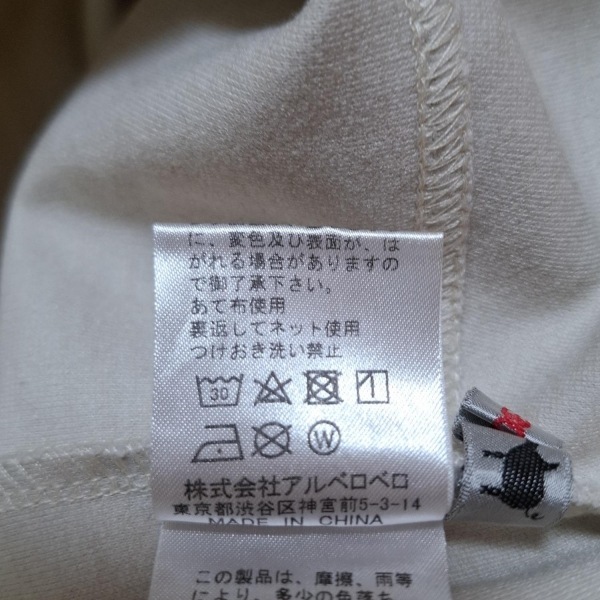 に、変色及び表面が、は
がれる場合がありますの
で御了承下さい。
あて布使用
裏返してネット使用
つけおき洗い禁止
30
W
株式会社アルベロベロ
東京都渋谷区神宮前5-3-14
MADE IN CHINA
この製品は、摩擦、雨等
により、多少の色落ち